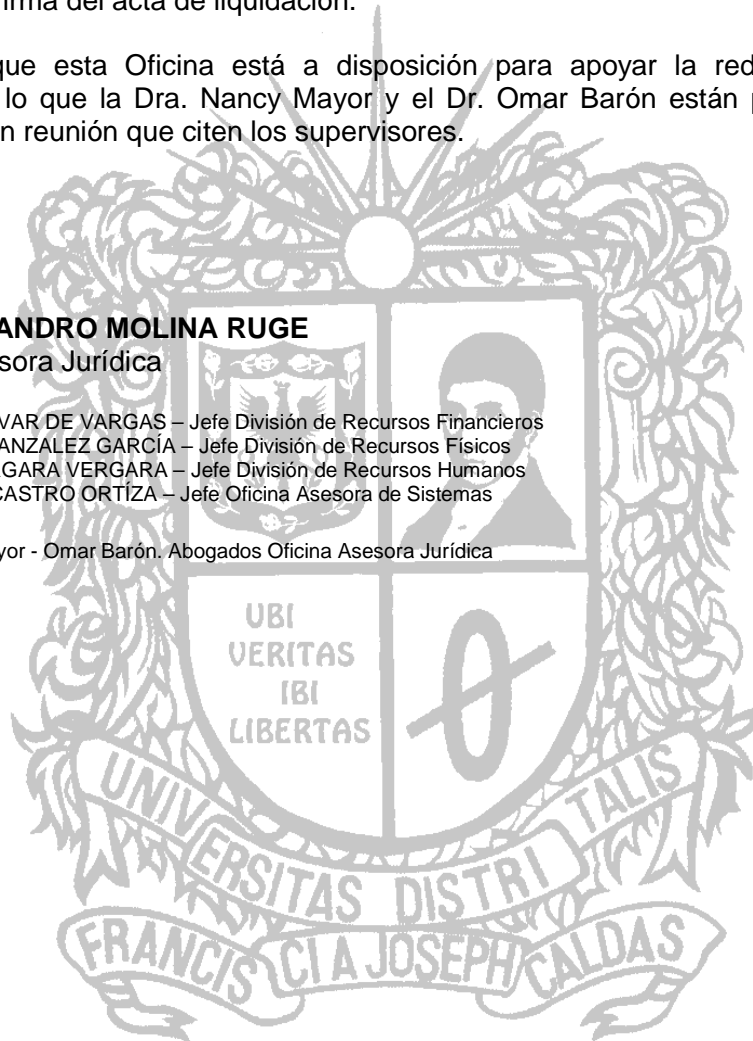 firma del acta de liquidación.
que esta Oficina está a disposición para apoyar la red
lo que la Dra. Nancy Mayor y el Dr. Omar Barón están p
n reunión que citen los supervisores.
ANDRO MOLINA RUGE
sora Jurídica
VAR DE VARGAS – Jefe División de Recursos Financieros
ANZALEZ GARCÍA – Jefe División de Recursos Físicos
GARA VERGARA – Jefe División de Recursos Humanos
CASTRO ORTÍZA – Jefe Oficina Asesora de Sistemas
yor - Omar Barón. Abogados Oficina Asesora Jurídica
UBI
VERITAS
IBI
LIBERTAS
UNIVERSITAS DISTRITALIS
FRANCISCI A JOSEPH CALDAS